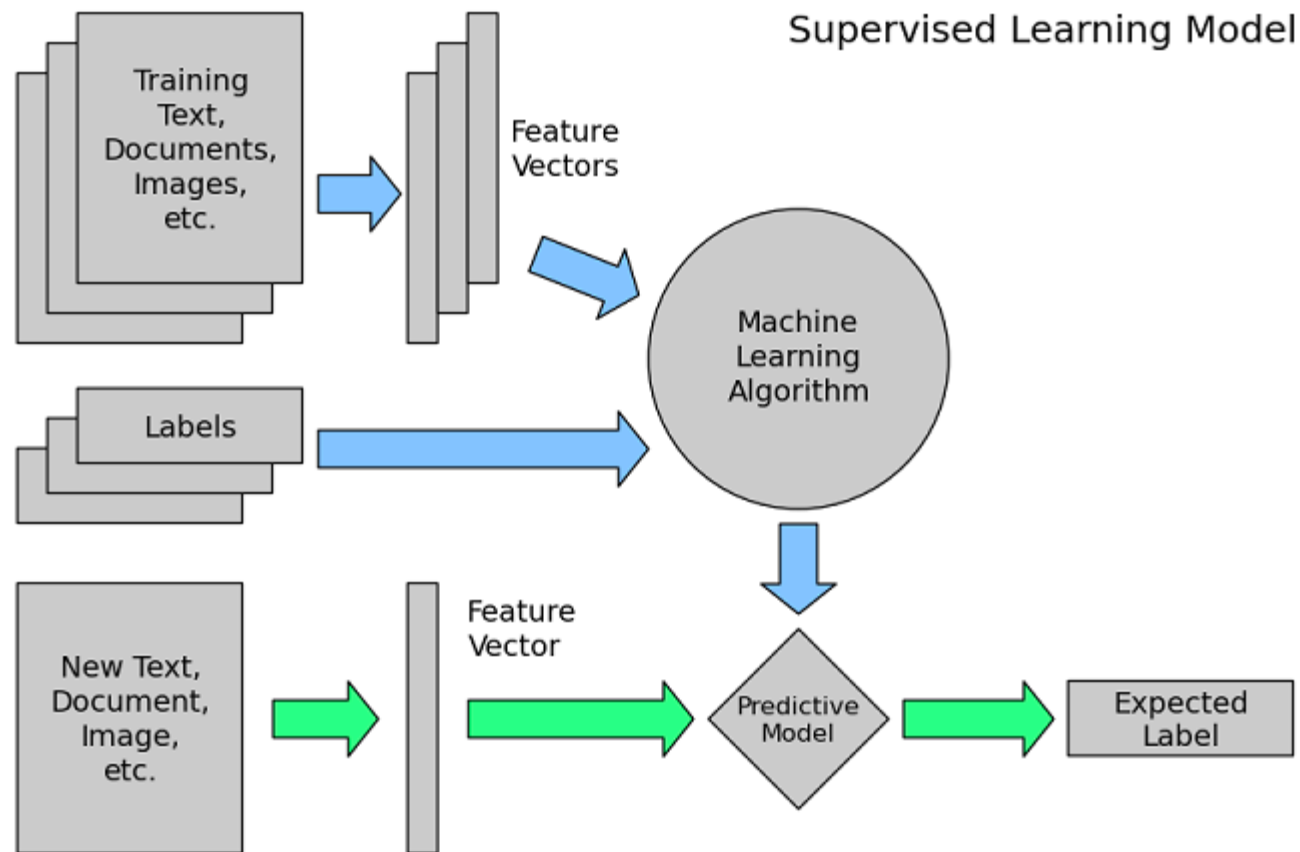 Supervised Learning Model
Training
Text,
Documents,
Images,
etc.
Feature
Vectors
Machine
Learning
Algorithm
Labels
New Text,
Document,
Image,
etc.
Feature
Vector
Predictive
Model
Expected
Label